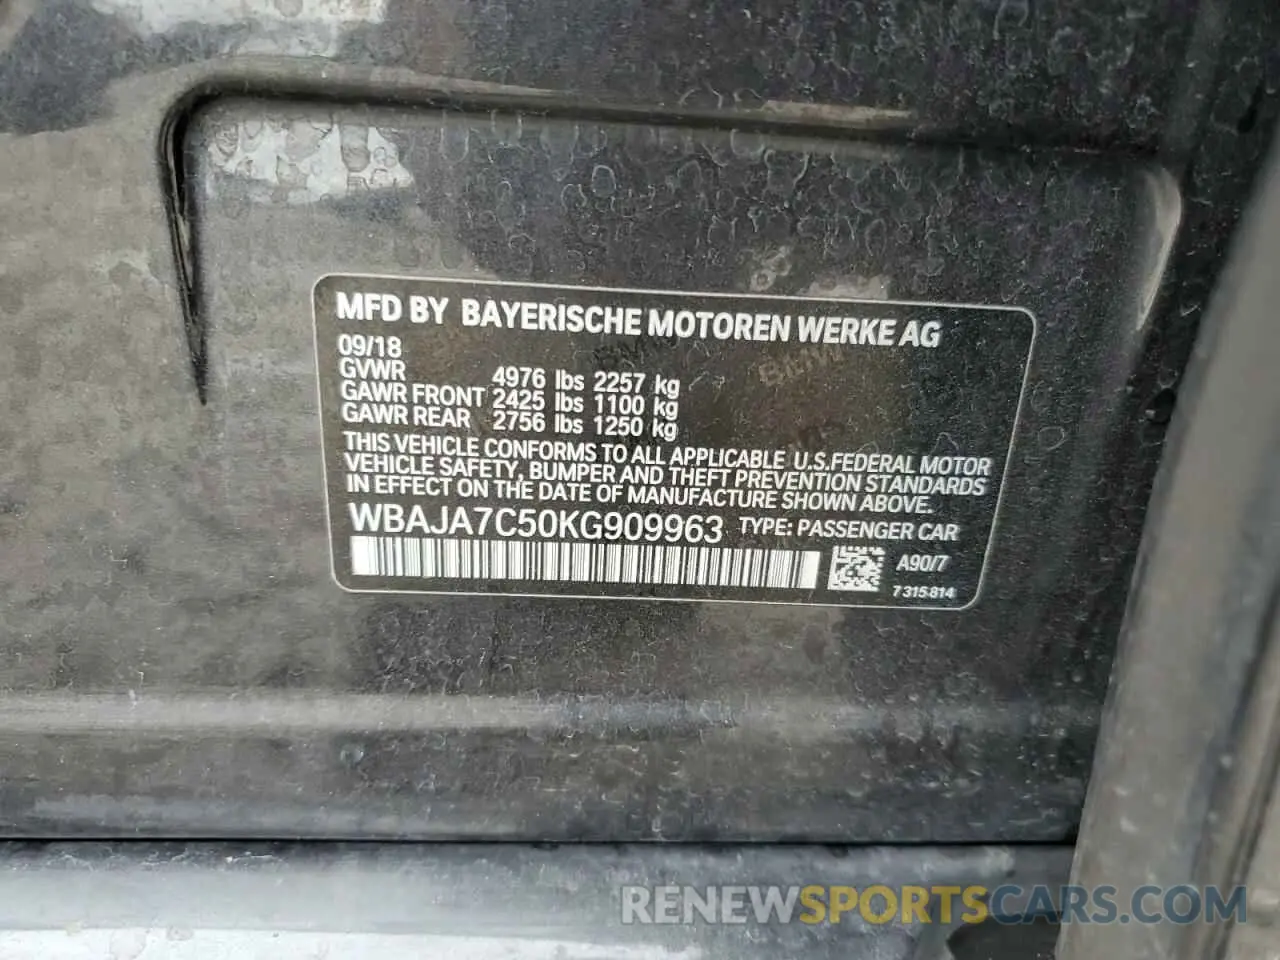 MFD BY BAYERISCHE MOTOREN WERKE AG
09/18
GVWR 4976 lbs 2257 kg
GAWR FRONT 2425 lbs 1100 kg
GAWR REAR 2756 lbs 1250 kg
THIS VEHICLE CONFORMS TO ALL APPLICABLE U.S.FEDERAL MOTOR
VEHICLE SAFETY, BUMPER AND THEFT PREVENTION STANDARDS
IN EFFECT ON THE DATE OF MANUFACTURE SHOWN ABOVE.
WBAJA7C50KG909963 TYPE: PASSENGER CAR
A90/7
7 315 814
RENEWSPORTSCARS.COM